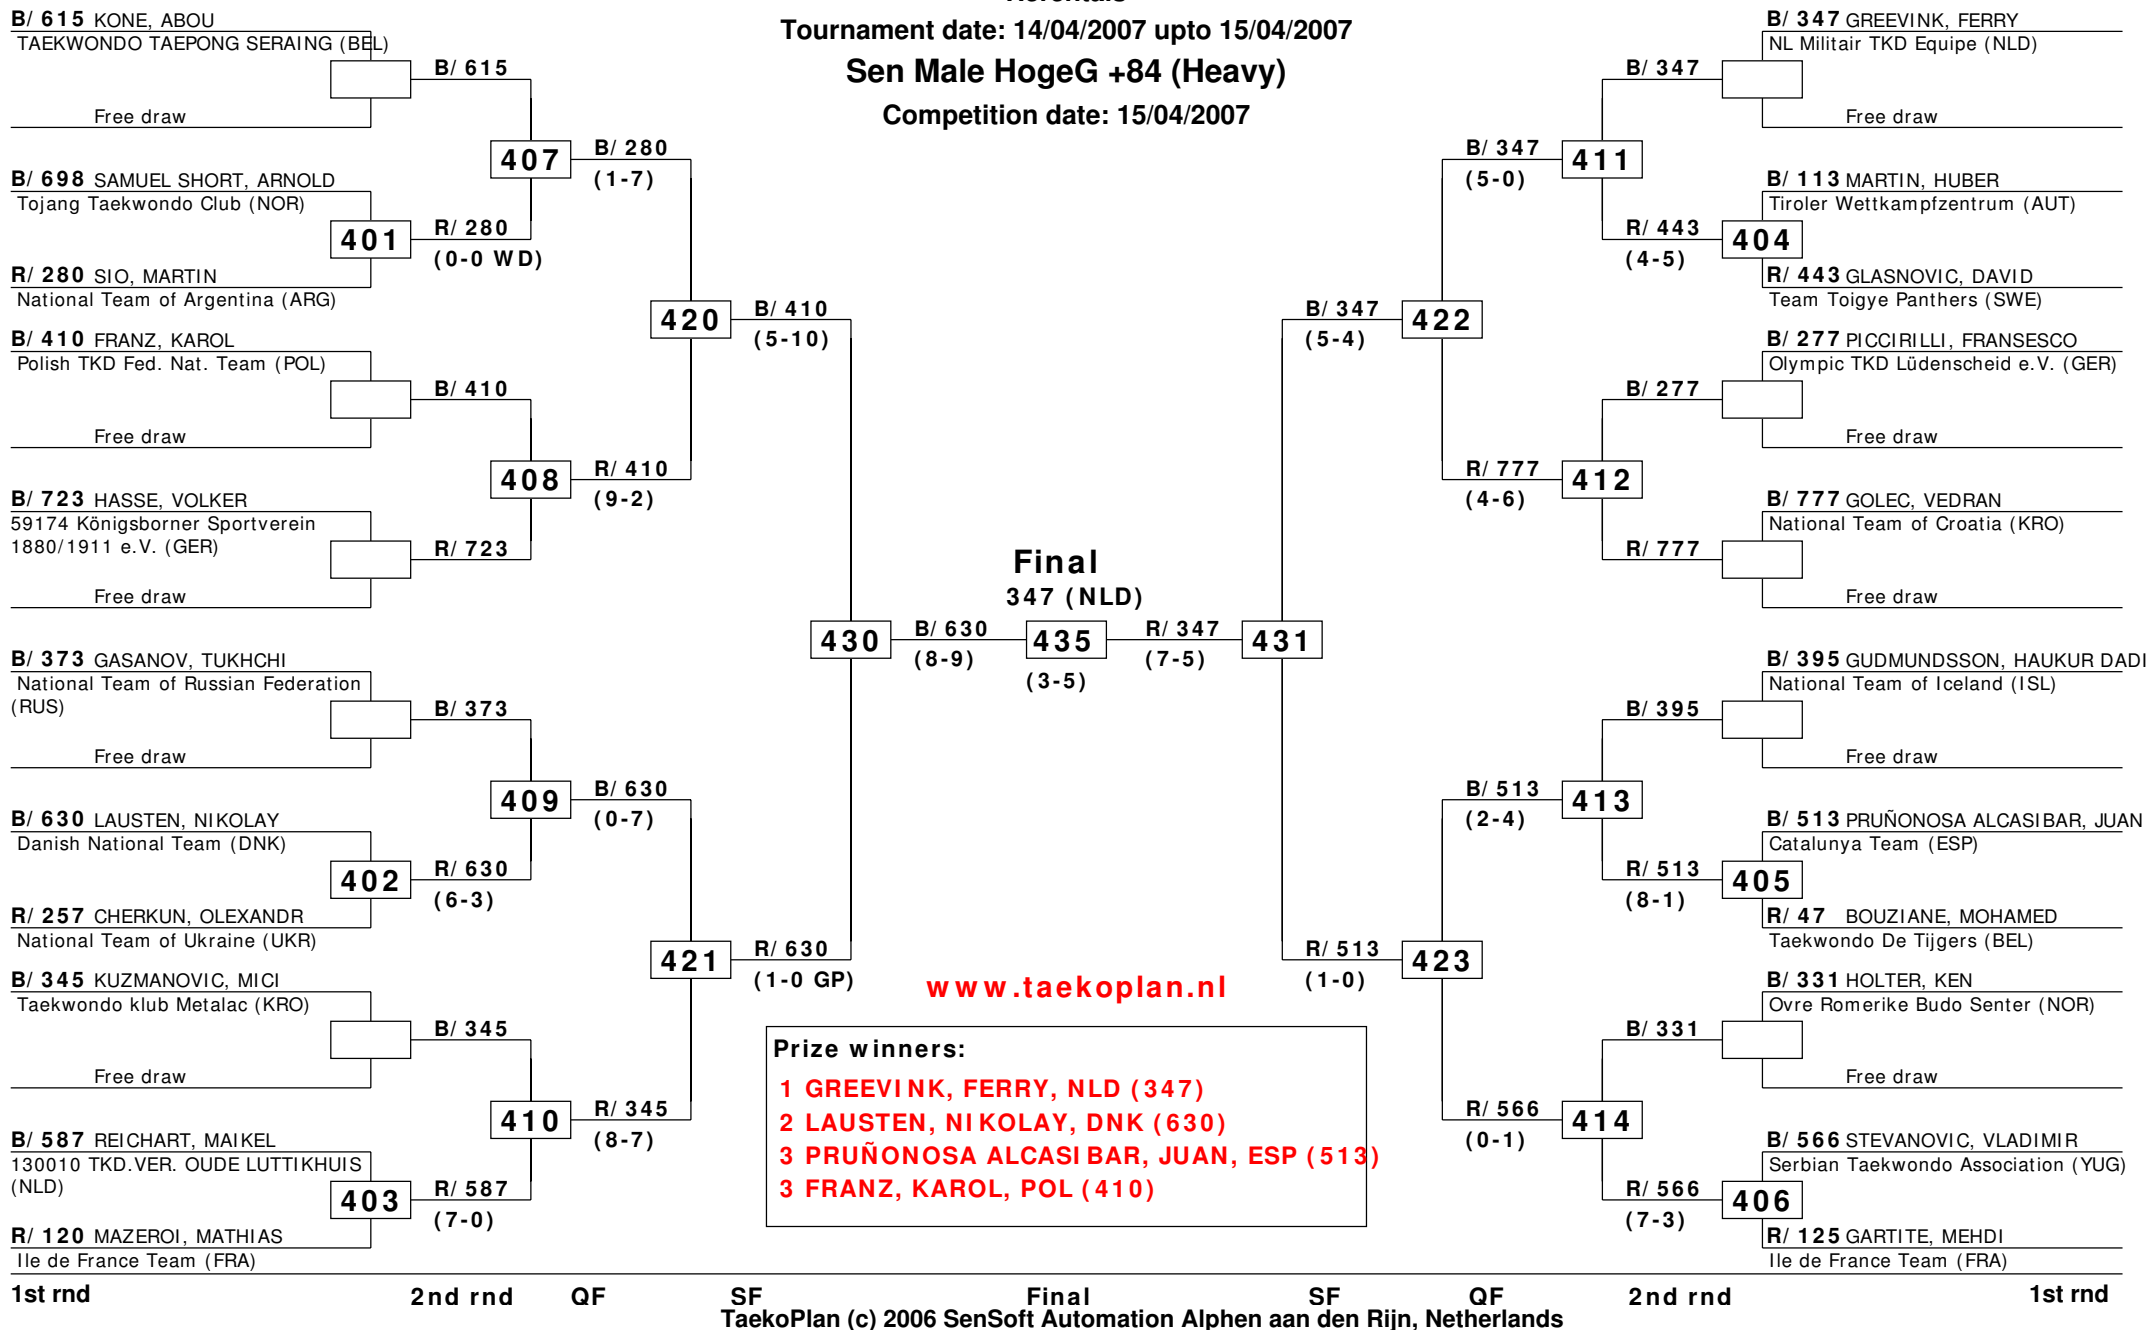 Tournament date: 14/04/2007 upto 15/04/2007
Sen Male HogeG +84 (Heavy)
Competition date: 15/04/2007
B/ 615 KONE, ABOU
TAEKWONDO TAEPONG SERAING (BEL)
Free draw
B/ 615
407
B/ 698 SAMUEL SHORT, ARNOLD
Tojang Taekwondo Club (NOR)
401
R/ 280
(0-0 WD)
R/ 280 SIO, MARTIN
National Team of Argentina (ARG)
B/ 280
(1-7)
420
B/ 410 FRANZ, KAROL
Polish TKD Fed. Nat. Team (POL)
Free draw
B/ 410
408
R/ 410
(9-2)
B/ 723 HASSE, VOLKER
59174 Königsborner Sportverein
1880/1911 e.V. (GER)
Free draw
R/ 723
B/ 410
(5-10)
430
B/ 373 GASANOV, TUKHCHI
National Team of Russian Federation
(RUS)
Free draw
B/ 373
409
B/ 630
(0-7)
B/ 630 LAUSTEN, NIKOLAY
Danish National Team (DNK)
402
R/ 630
(6-3)
R/ 257 CHERKUN, OLEXANDR
National Team of Ukraine (UKR)
421
R/ 630
(1-0 GP)
B/ 345 KUZMANOVIC, MICI
Taekwondo klub Metalac (KRO)
Free draw
B/ 345
410
R/ 345
(8-7)
B/ 587 REICHART, MAIKEL
130010 TKD.VER. OUDE LUTTIKHUIS
(NLD)
403
R/ 587
(7-0)
R/ 120 MAZEROI, MATHIAS
Ile de France Team (FRA)
Final
347 (NLD)
B/ 630
(8-9)
435
(3-5)
R/ 347
(7-5)
431
www.taekoplan.nl
Prize winners:
1 GREEVINK, FERRY, NLD (347)
2 LAUSTEN, NIKOLAY, DNK (630)
3 PRUÑONOSA ALCASIBAR, JUAN, ESP (513)
3 FRANZ, KAROL, POL (410)
B/ 347 GREEVINK, FERRY
NL Militair TKD Equipe (NLD)
Free draw
B/ 347
411
B/ 347
(5-0)
B/ 113 MARTIN, HUBER
Tiroler Wettkampfzentrum (AUT)
404
R/ 443
(4-5)
R/ 443 GLASNOVIC, DAVID
Team Toigye Panthers (SWE)
422
B/ 347
(5-4)
B/ 277 PICCIRILLI, FRANSESCO
Olympic TKD Lüdenscheid e.V. (GER)
Free draw
B/ 277
412
R/ 777
(4-6)
B/ 777 GOLEC, VEDRAN
National Team of Croatia (KRO)
Free draw
R/ 777
B/ 395 GUDMUNDSSON, HAUKUR DADI
National Team of Iceland (ISL)
Free draw
B/ 395
413
B/ 513
(2-4)
B/ 513 PRUÑONOSA ALCASIBAR, JUAN
Catalunya Team (ESP)
405
R/ 513
(8-1)
R/ 47 BOUZIANE, MOHAMED
Taekwondo De Tijgers (BEL)
423
R/ 513
(1-0)
B/ 331 HOLTER, KEN
Ovre Romerike Budo Senter (NOR)
Free draw
B/ 331
414
R/ 566
(0-1)
B/ 566 STEVANOVIC, VLADIMIR
Serbian Taekwondo Association (YUG)
406
R/ 566
(7-3)
R/ 125 GARTITE, MEHDI
Ile de France Team (FRA)
1st rnd 2nd rnd QF SF Final SF QF 2nd rnd 1st rnd
TaekoPlan (c) 2006 SenSoft Automation Alphen aan den Rijn, Netherlands